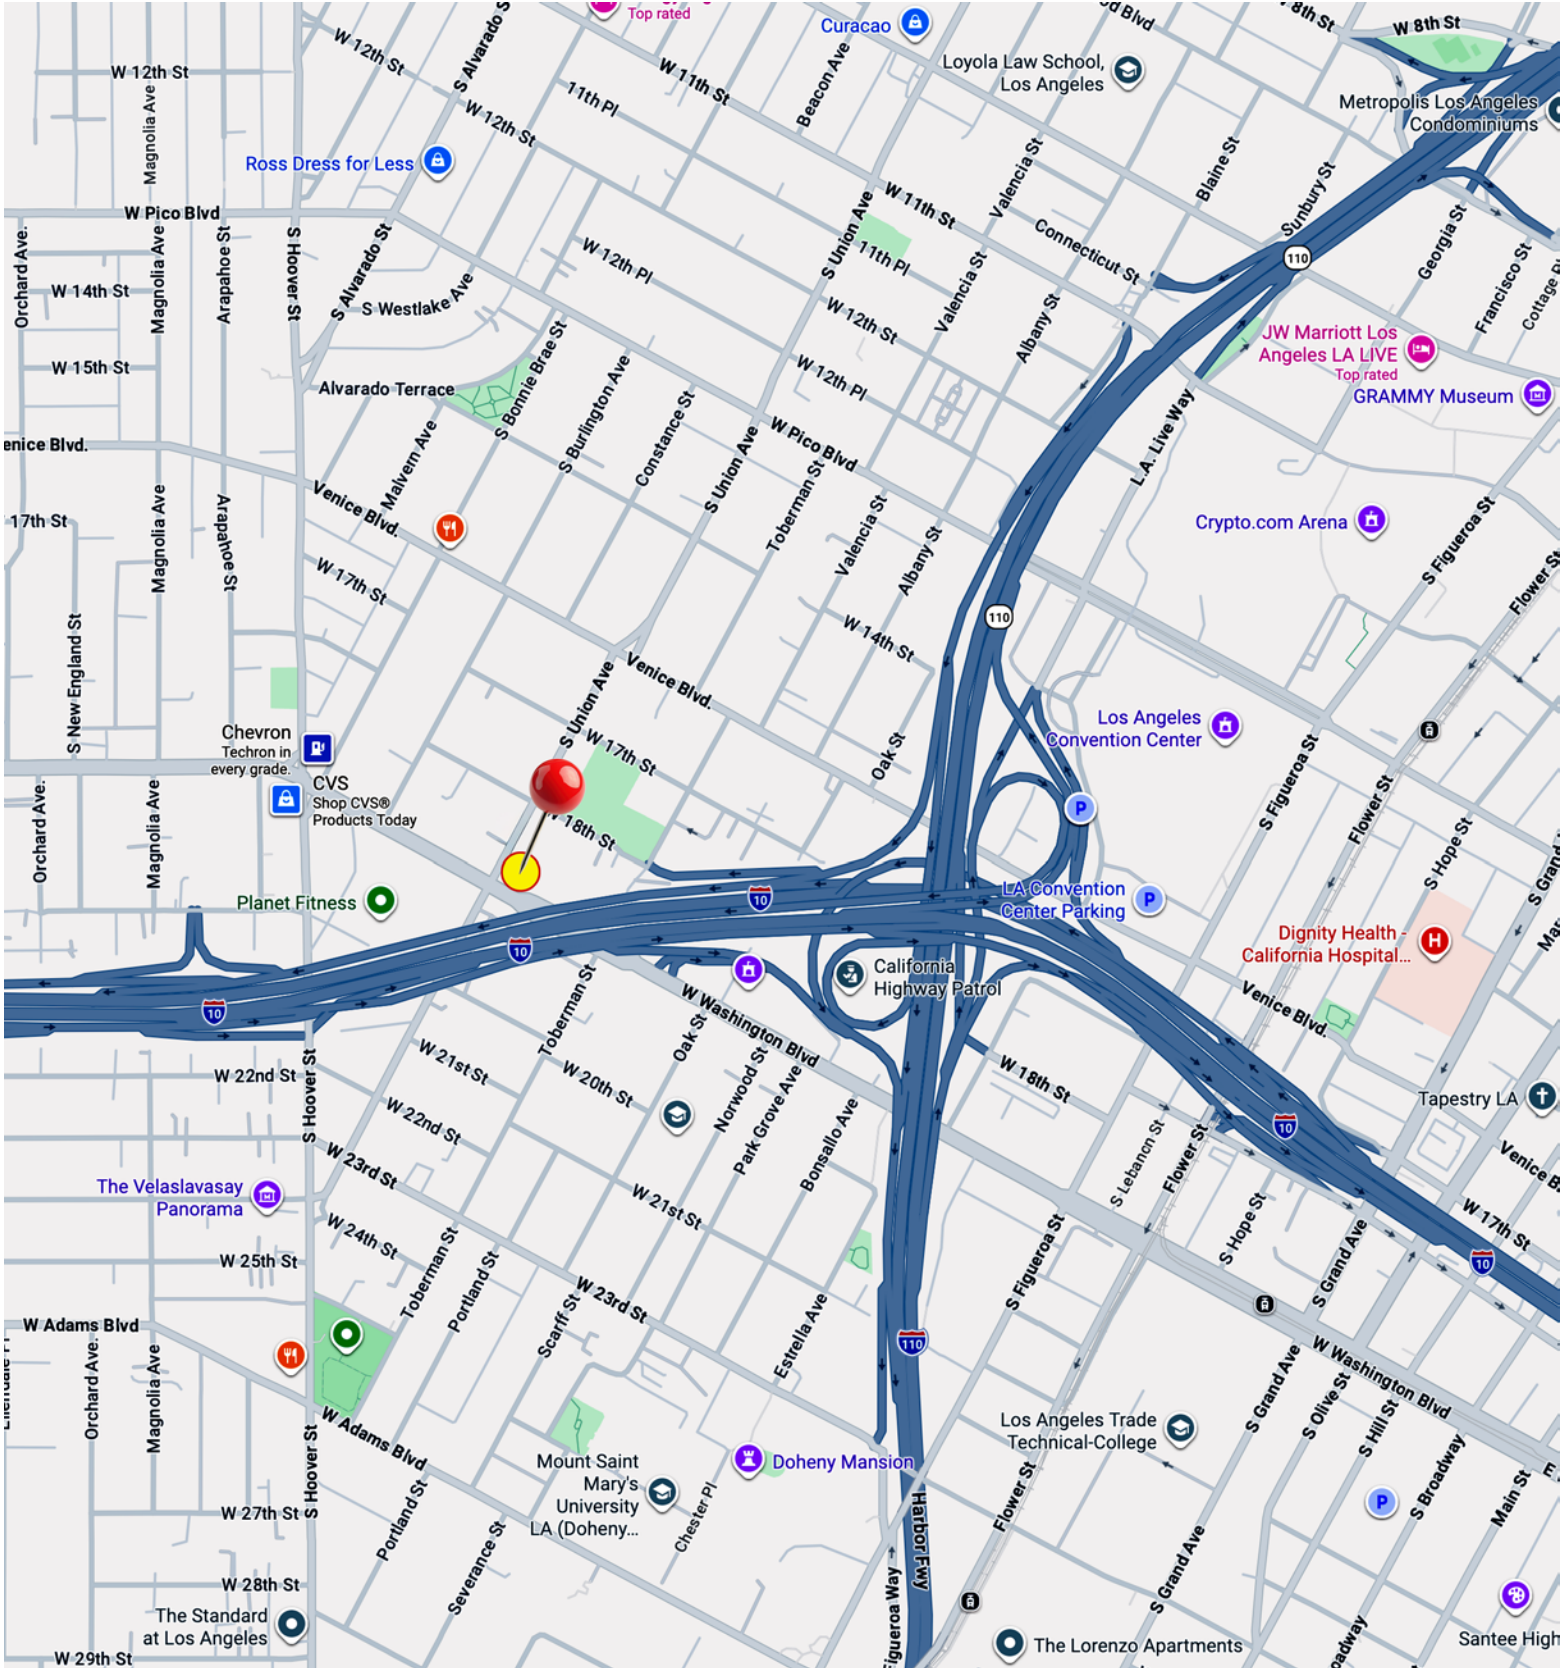 Top rated
Curacao
W 8th St
W 8th St
W 12th St
S Alvarado S
W 12th St
W 11th St
Beacon Ave
Loyola Law School,
Los Angeles
Metropolis Los Angeles
Condominiums
W 12th St
Magnolia Ave
11th Pl
W 12th St
Ross Dress for Less
Valencia St
Blaine St
Sunbury St
W Pico Blvd
W 11th St
S Union Ave
11th Pl
Connecticut St
110
Georgia St
Francisco St
Cottage Pl
Orchard Ave.
Magnolia Ave
Arapahoe St
S Hoover St
S Alvarado St
W 14th St
S Westlake Ave
W 12th Pl
Valencia St
W 12th St
Albany St
JW Marriott Los
Angeles LA LIVE
Top rated
GRAMMY Museum
W 15th St
Alvarado Terrace
S Bonnie Brae St
S Burlington Ave
Constance St
W 12th Pl
L.A. Live Way
enice Blvd.
Malvern Ave
S Union Ave
W Pico Blvd
Toberman St
Venice Blvd.
17th St
Magnolia Ave
Arapahoe St
Valencia St
Albany St
Crypto.com Arena
S Figueroa St
Flower St
W 17th St
110
S New England St
W 14th St
Venice Blvd.
S Union Ave
Chevron
Techron in
every grade.
W 17th St
Oak St
Los Angeles
Convention Center
S Figueroa St
Flower St
CVS
Shop CVS®
Products Today
Orchard Ave.
Magnolia Ave
18th St
P
S Hope St
S Grand A
Planet Fitness
10
LA Convention
Center Parking
P
Dignity Health -
California Hospital...
H
10
California
Highway Patrol
10
W Washington Blvd
Venice Blvd.
Toberman St
Oak St
W 21st St
W 20th St
Norwood St
Park Grove Ave
Bonsallo Ave
W 22nd St
S Hoover St
W 22nd St
W 18th St
Tapestry LA
10
S Lebanon St
Flower St
Venice B
W 23rd St
The Velaslavasay
Panorama
W 21st St
W 24th St
S Hope St
W 17th St
W 25th St
Toberman St
Portland St
S Figueroa St
S Grand Ave
10
W Adams Blvd
W 23rd St
Scarff St
Estrella Ave
110
Orchard Ave.
Magnolia Ave
W Washington Blvd
S Grand Ave
S Olive St
S Hill St
W Adams Blvd
Los Angeles Trade
Technical-College
Doheny Mansion
Mount Saint
Mary's
University
LA (Doheny...
S Hoover St
Portland St
Chester Pl
Harbor Fwy
Flower St
P
S Broadway
Main St
E
W 27th St
Severance St
S Grand Ave
W 28th St
The Standard
at Los Angeles
Figueroa Way
The Lorenzo Apartments
oadway
Santee High
W 29th St